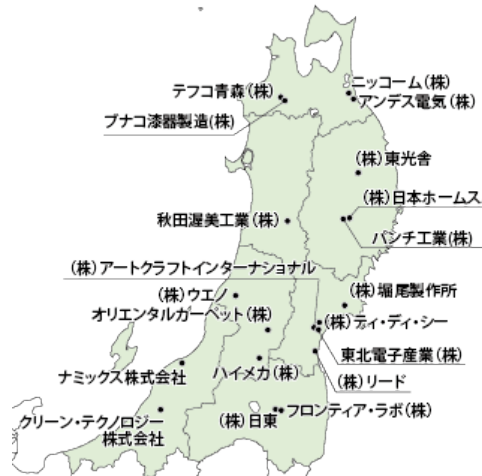 ニッコーム(株)
テフコ青森(株)
アンデス電気(株)
ブナコ漆器製造(株)
(株)東光舎
(株)日本ホームス
秋田渥美工業(株)
パンチ工業(株)
(株)アートクラフトインターナショナル
(株)ウエノ
(株)堀尾製作所
オリエンタルカーペット(株)
(株)ディ・ディ・シー
東北電子産業(株)
ナミックス株式会社
ハイメカ(株)
(株)リード
クリーン・テクノロジー
株式会社
(株)日東
フロンティア・ラボ(株)